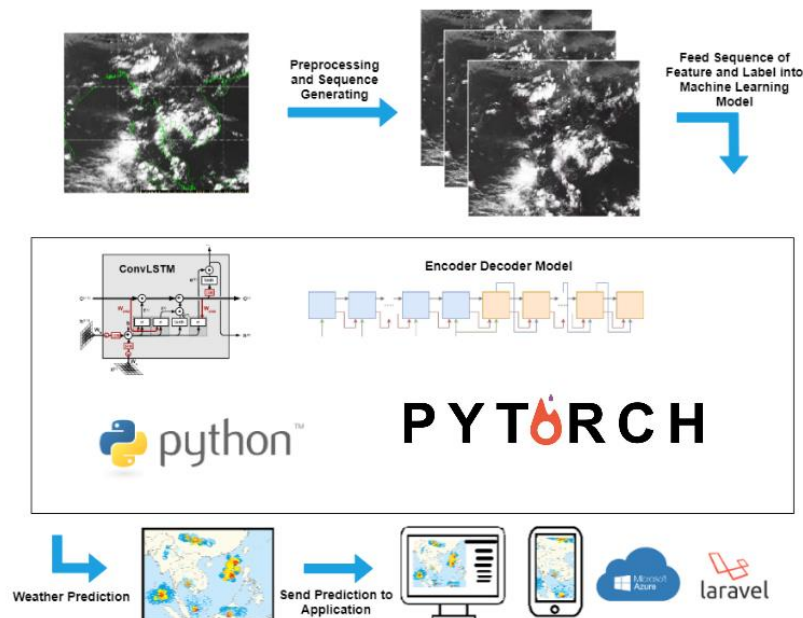 Preprocessing
and Sequence
Generating
Feed Sequence of
Feature and Label into
Machine Learning
Model
ConvLSTM
Encoder Decoder Model
python™
PYTORCH
Weather Prediction
Send Prediction to
Application
Microsoft
Azure
laravel